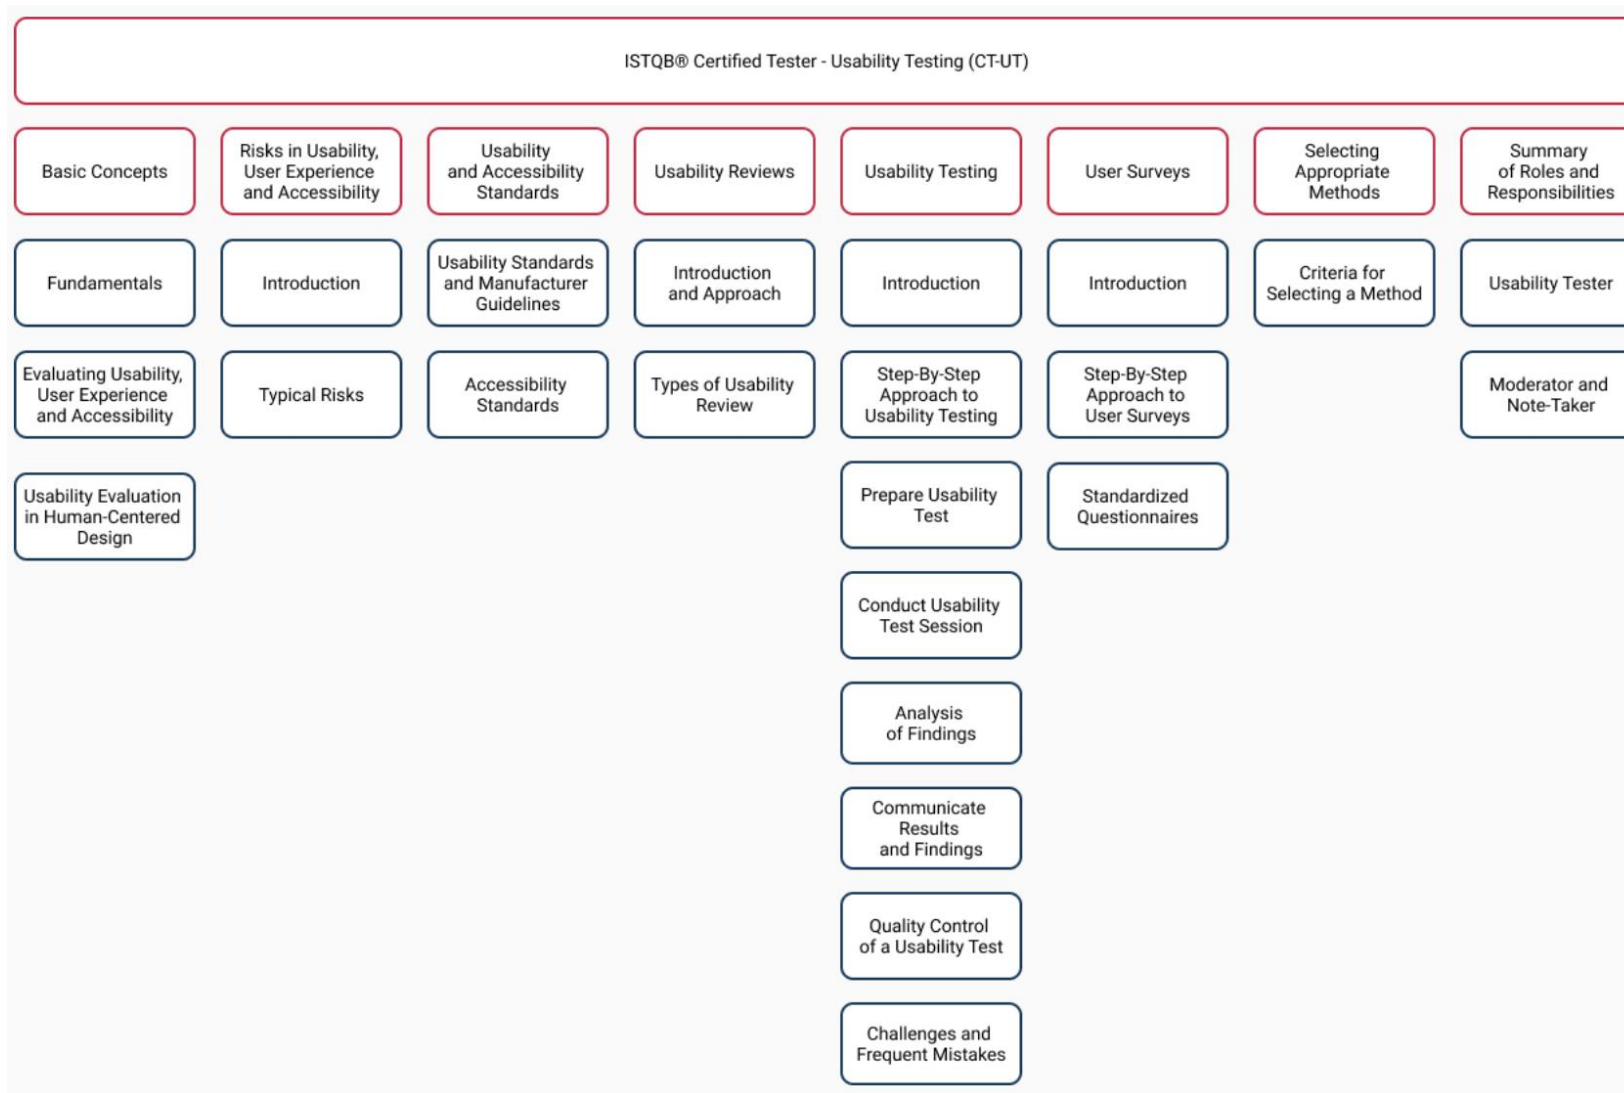 ISTQB® Certified Tester - Usability Testing (CT-UT)
Basic Concepts
Risks in Usability,
User Experience
and Accessibility
Usability
and Accessibility
Standards
Usability Reviews
Usability Testing
User Surveys
Selecting
Appropriate
Methods
Summary
of Roles and
Responsibilities
Fundamentals
Introduction
Usability Standards
and Manufacturer
Guidelines
Introduction
and Approach
Introduction
Introduction
Criteria for
Selecting a Method
Usability Tester
Evaluating Usability,
User Experience
and Accessibility
Typical Risks
Accessibility
Standards
Types of Usability
Review
Step-By-Step
Approach to
Usability Testing
Step-By-Step
Approach to
User Surveys
Moderator and
Note-Taker
Usability Evaluation
in Human-Centered
Design
Prepare Usability
Test
Standardized
Questionnaires
Conduct Usability
Test Session
Analysis
of Findings
Communicate
Results
and Findings
Quality Control
of a Usability Test
Challenges and
Frequent Mistakes